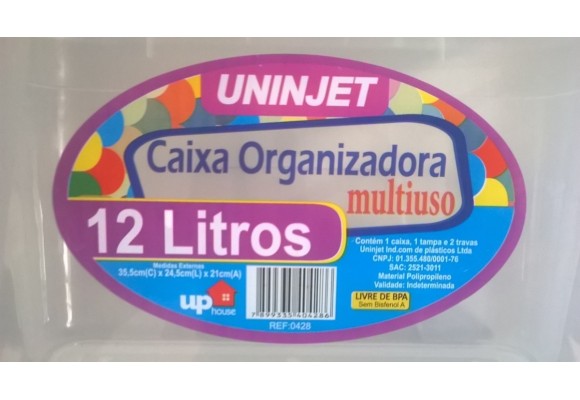 UNINJET
Caixa Organizadora
multiuso
12 Litros
Medidas Externas
35,5cm(C) x 24,5cm(L) x 21cm(A)
up
house
7899335404286
REF:0428
Contém 1 caixa, 1 tampa e 2 travas
Uninjet Ind.com de plásticos Ltda
CNPJ: 01.355.480/0001-76
SAC: 2521-3011
Material Polipropileno
Validade: Indeterminada
LIVRE DE BPA
Sem Bisfenol A